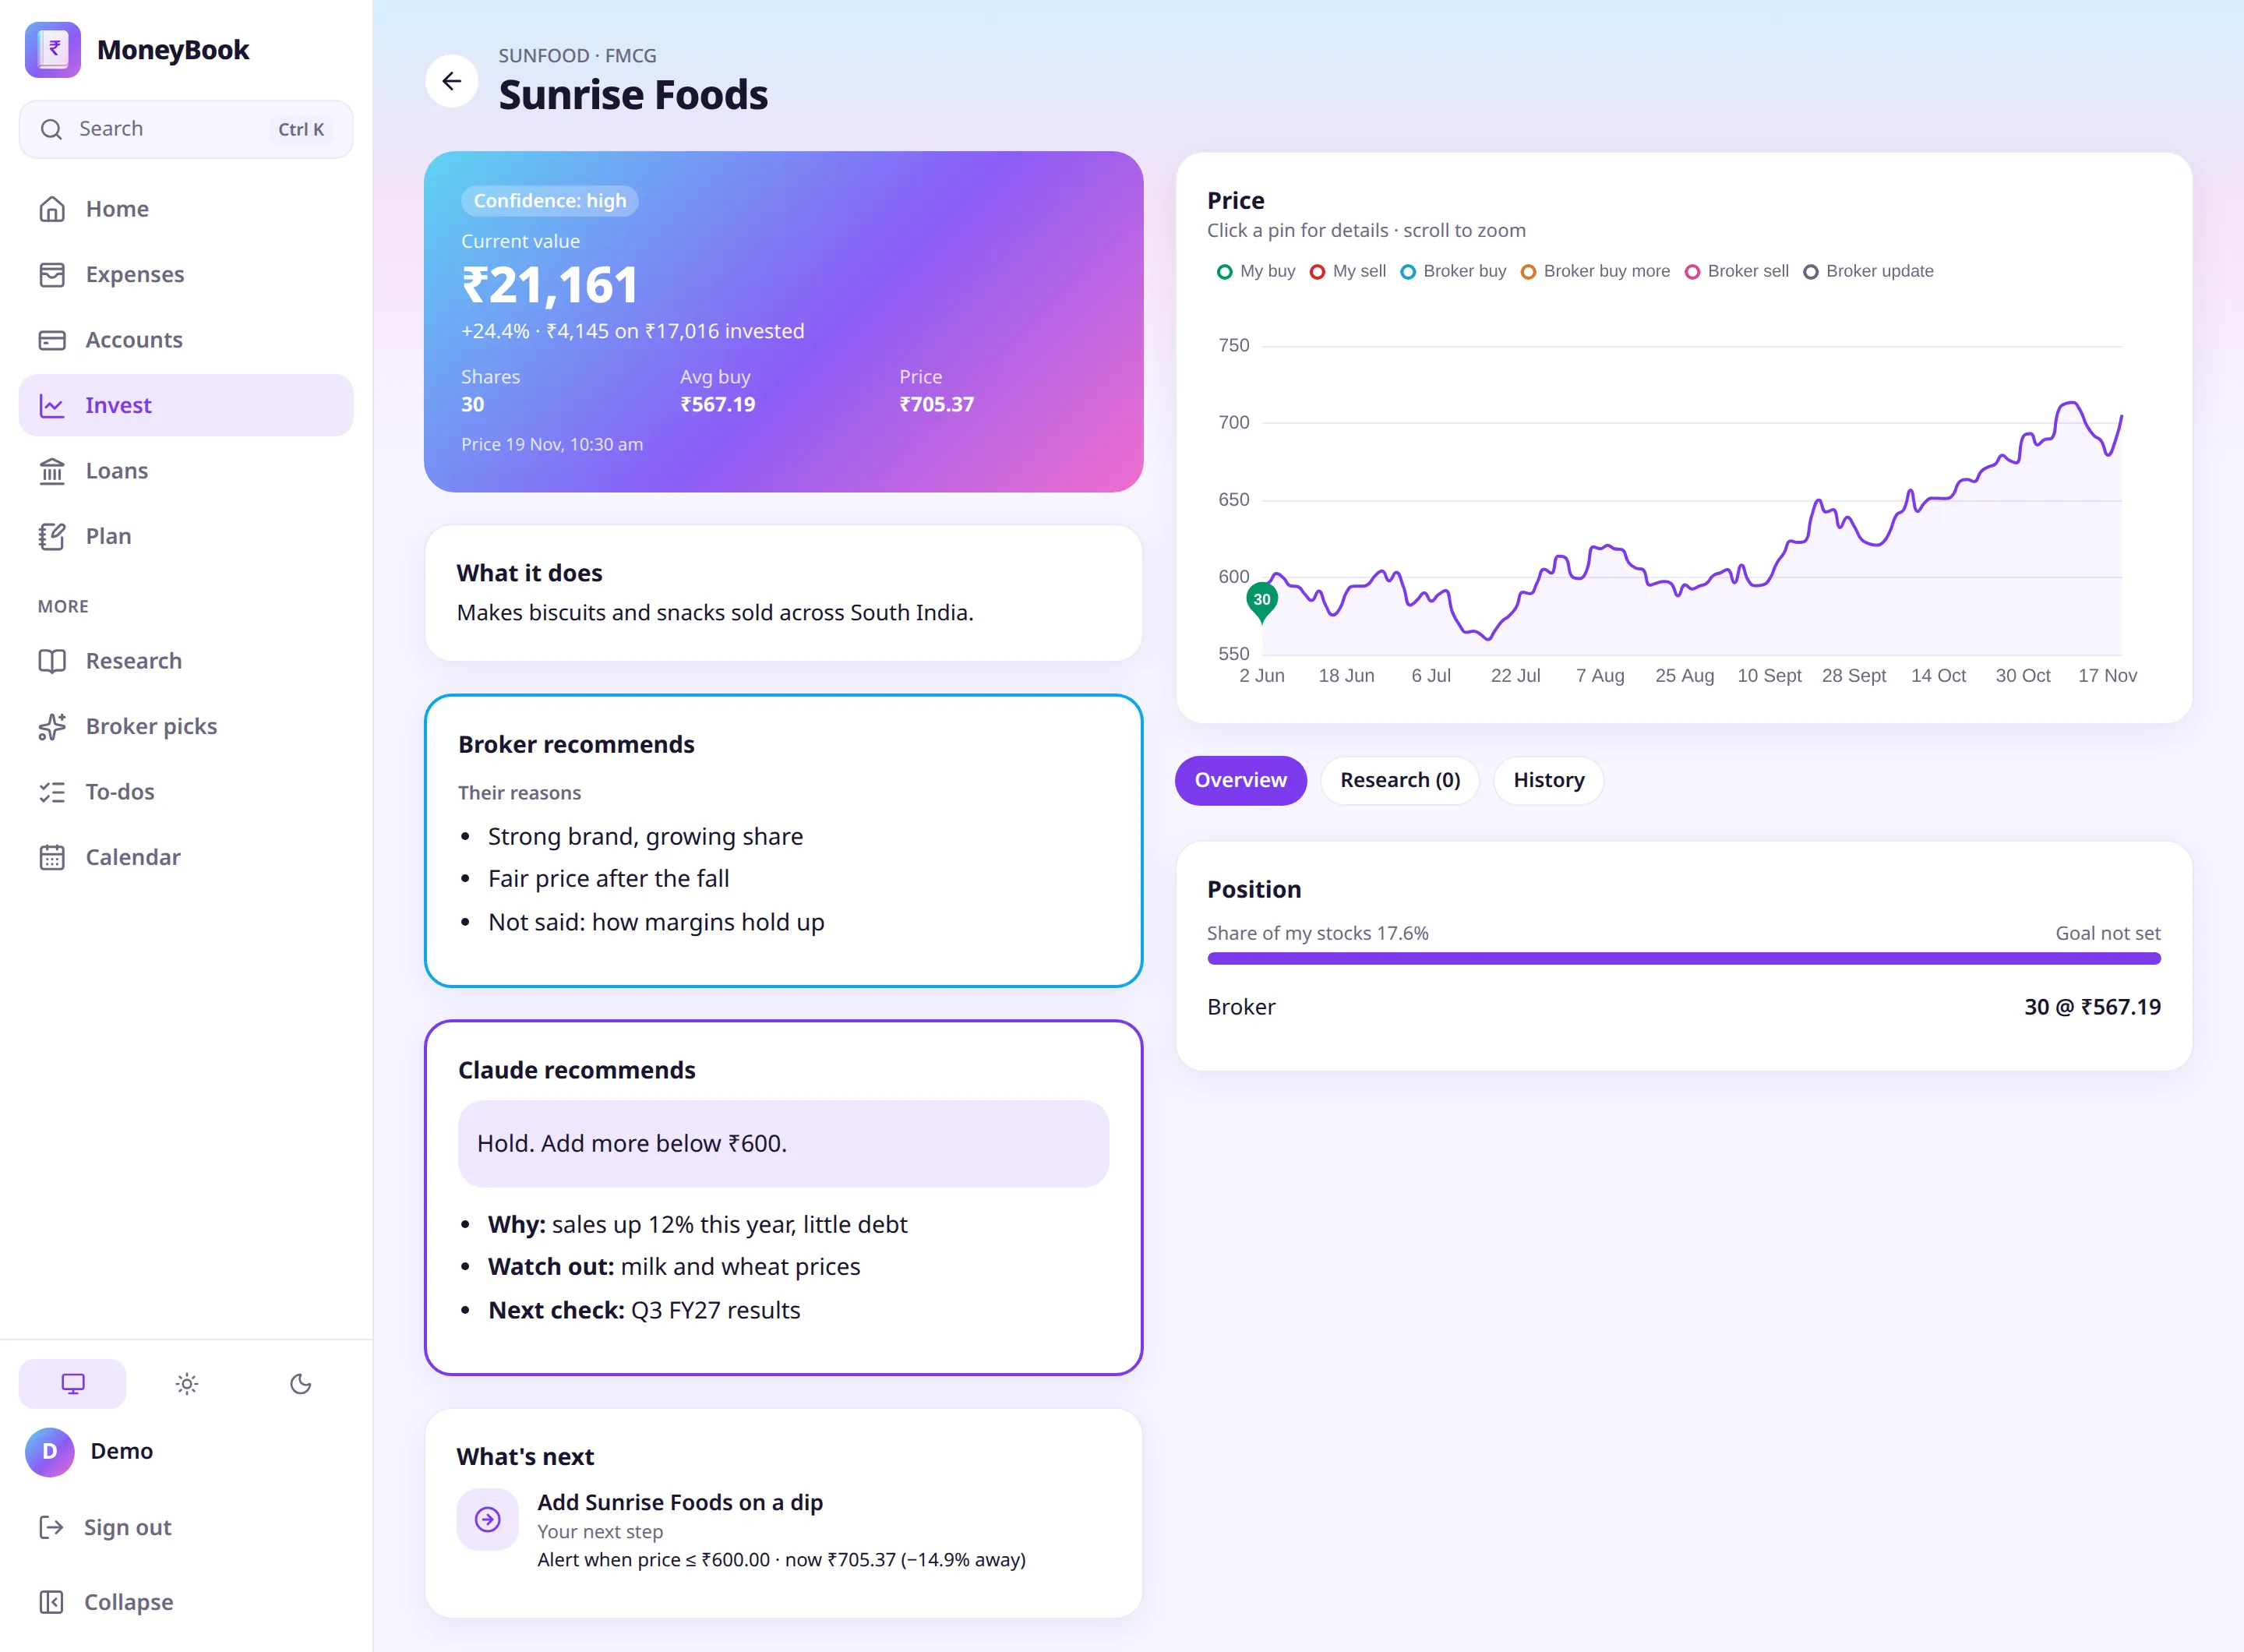 ₹
MoneyBook
Search
Ctrl K
Home
Expenses
Accounts
Invest
Loans
Plan
MORE
Research
Broker picks
To-dos
Calendar
D
Demo
Sign out
Collapse
SUNFOOD · FMCG
Sunrise Foods
Confidence: high
Current value
₹21,161
+24.4% · ₹4,145 on ₹17,016 invested
Shares
30
Avg buy
₹567.19
Price
₹705.37
Price 19 Nov, 10:30 am
What it does
Makes biscuits and snacks sold across South India.
Broker recommends
Their reasons
• Strong brand, growing share
• Fair price after the fall
• Not said: how margins hold up
Claude recommends
Hold. Add more below ₹600.
• Why: sales up 12% this year, little debt
• Watch out: milk and wheat prices
• Next check: Q3 FY27 results
What's next
Add Sunrise Foods on a dip
Your next step
Alert when price ≤ ₹600.00 · now ₹705.37 (−14.9% away)
Price
Click a pin for details · scroll to zoom
My buy My sell Broker buy Broker buy more Broker sell Broker update
750
700
650
600
550
30
2 Jun 18 Jun 6 Jul 22 Jul 7 Aug 25 Aug 10 Sept 28 Sept 14 Oct 30 Oct 17 Nov
Overview
Research (0)
History
Position
Share of my stocks 17.6%
Goal not set
Broker
30 @ ₹567.19